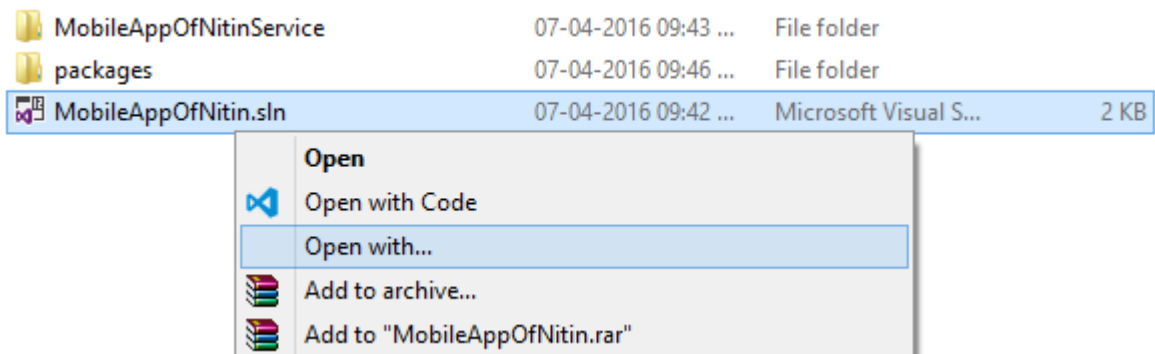 MobileAppOfNitinService 07-04-2016 09:43 ... File folder
packages 07-04-2016 09:46 ... File folder
MobileAppOfNitin.sln 07-04-2016 09:42 ... Microsoft Visual S... 2 KB
Open
Open with Code
Open with...
Add to archive...
Add to "MobileAppOfNitin.rar"